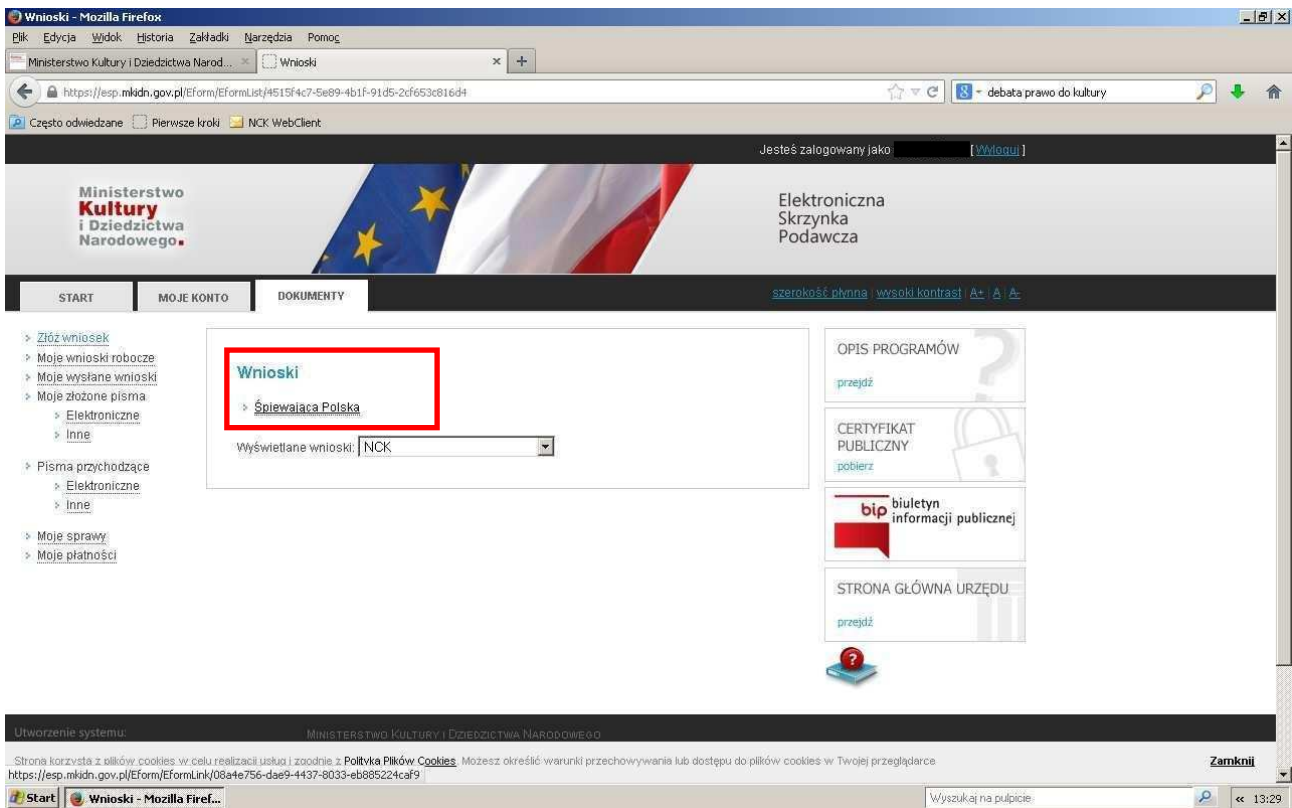 Wnioski - Mozilla Firefox
Plik Edycja Widok Historia Zakładki Narzędzia Pomoc
Ministerstwo Kultury i Dziedzictwa Narod... × Wnioski × +
https://esp.mkidn.gov.pl/Eform/EformList/4515f4c7-5e89-4b1f-91d5-2cf653c816d4
debata prawo do kultury
Często odwiedzane Pierwsze kroki NCK WebClient
Jesteś zalogowany jako [ Wyloguj ]
Ministerstwo
Kultury
i Dziedzictwa
Narodowego.
Elektroniczna
Skrzynka
Podawcza
START MOJE KONTO DOKUMENTY
szerokość płynna | wysoki kontrast | A+ | A | A-
Złóż wniosek
Moje wnioski robocze
Moje wysłane wnioski
Moje złożone pisma
Elektroniczne
Inne
Pisma przychodzące
Elektroniczne
Inne
Moje sprawy
Moje płatności
Wnioski
Śpiewająca Polska
Wyświetlane wnioski: NCK
OPIS PROGRAMÓW
przejdź
CERTYFIKAT
PUBLICZNY
pobierz
bip biuletyn
informacji publicznej
STRONA GŁÓWNA URZĘDU
przejdź
Utworzenie systemu: MINISTERSTWO KULTURY I DZIEDZICTWA NARODOWEGO
Strona korzysta z plików cookies w celu realizacji usług i zgodnie z Polityką Plików Cookies. Możesz określić warunki przechowywania lub dostępu do plików cookies w Twojej przeglądarce. Zamknij
https://esp.mkidn.gov.pl/Eform/EformLink/08a4e756-dae9-4437-8033-eb885224caf9
Start Wnioski - Mozilla Firef... Wyszukaj na pulpicie « 13:29